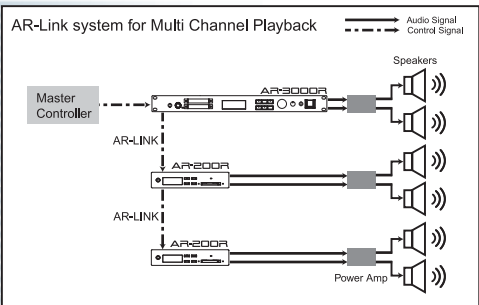 AR-Link system for Multi Channel Playback
Audio Signal
Control Signal
Speakers
AR-3000R
Master
Controller
AR-LINK
AR-200R
AR-LINK
AR-200R
Power Amp